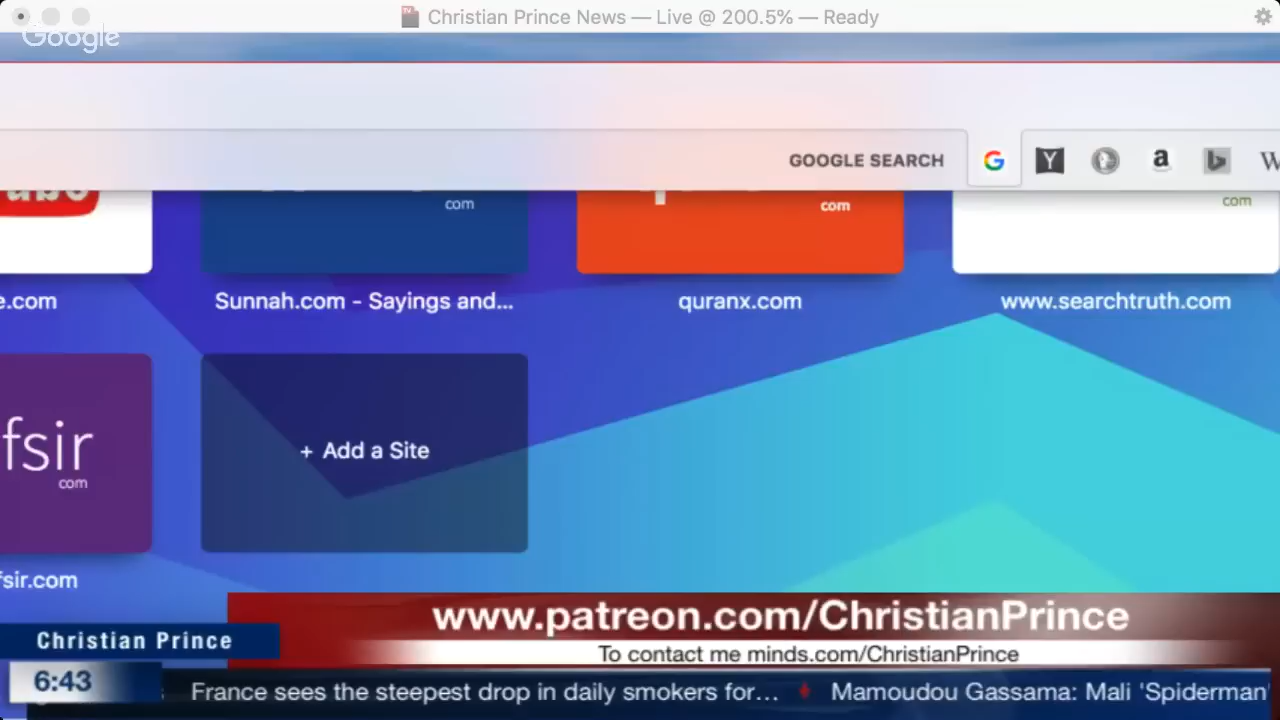 Christian Prince News — Live @ 200.5% — Ready
Google
GOOGLE SEARCH
com
com
com
e.com
Sunnah.com - Sayings and...
quranx.com
www.searchtruth.com
fsir
com
+ Add a Site
fsir.com
www.patreon.com/ChristianPrince
To contact me minds.com/ChristianPrince
Christian Prince
6:43
France sees the steepest drop in daily smokers for... Mamoudou Gassama: Mali 'Spiderman'